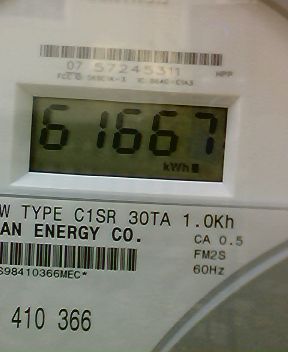 07 57245311 HPP
61667
kWh
W TYPE C1SR 30TA 1.0Kh
AN ENERGY CO. CA 0.5
FM2S
S98410366MEC* 60Hz
410 366